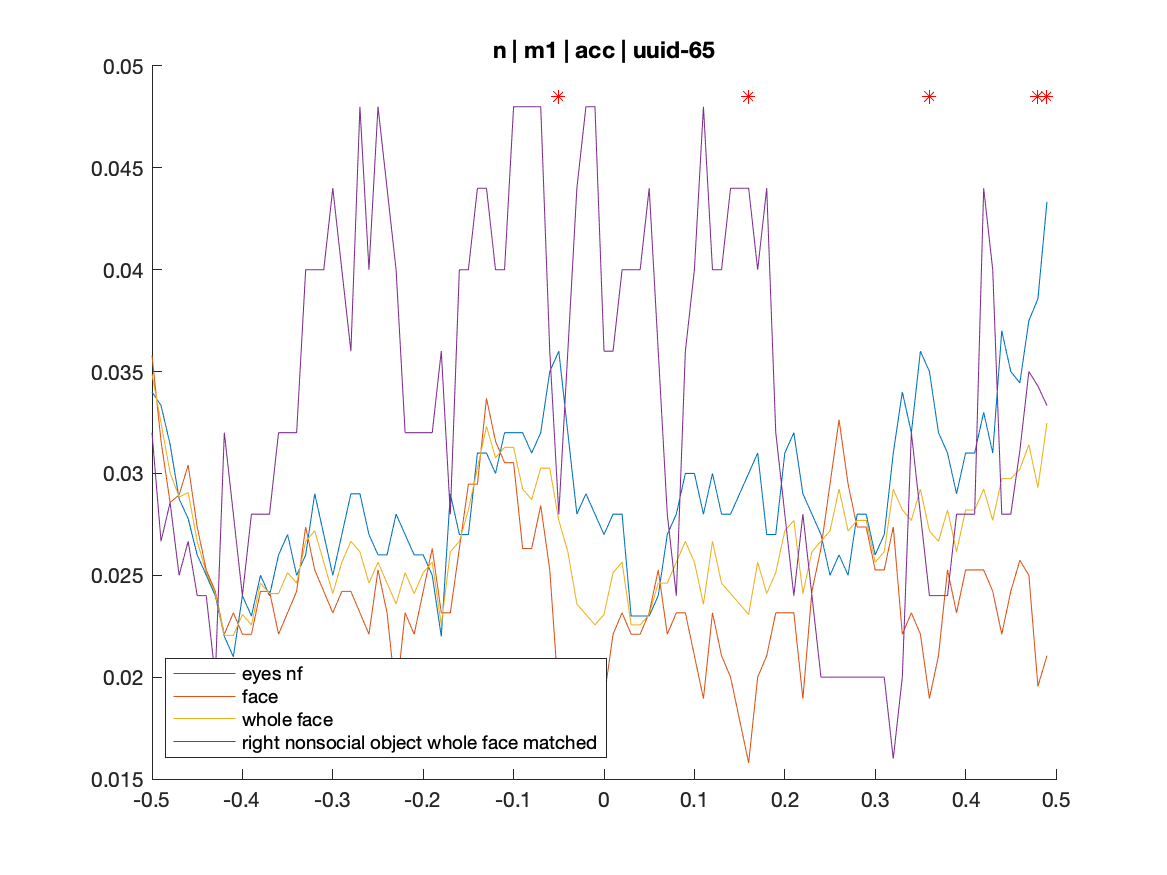 n | m1 | acc | uuid-65
0.05
0.045
0.04
0.035
0.03
0.025
0.02
0.015
eyes nf
face
whole face
right nonsocial object whole face matched
-0.5 -0.4 -0.3 -0.2 -0.1 0 0.1 0.2 0.3 0.4 0.5